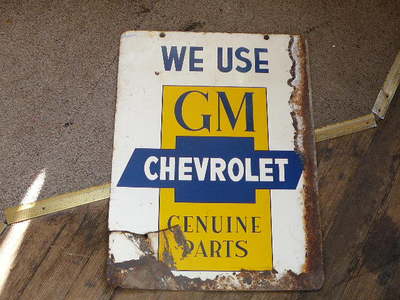 WE USE
GM
CHEVROLET
GENUINE
PARTS